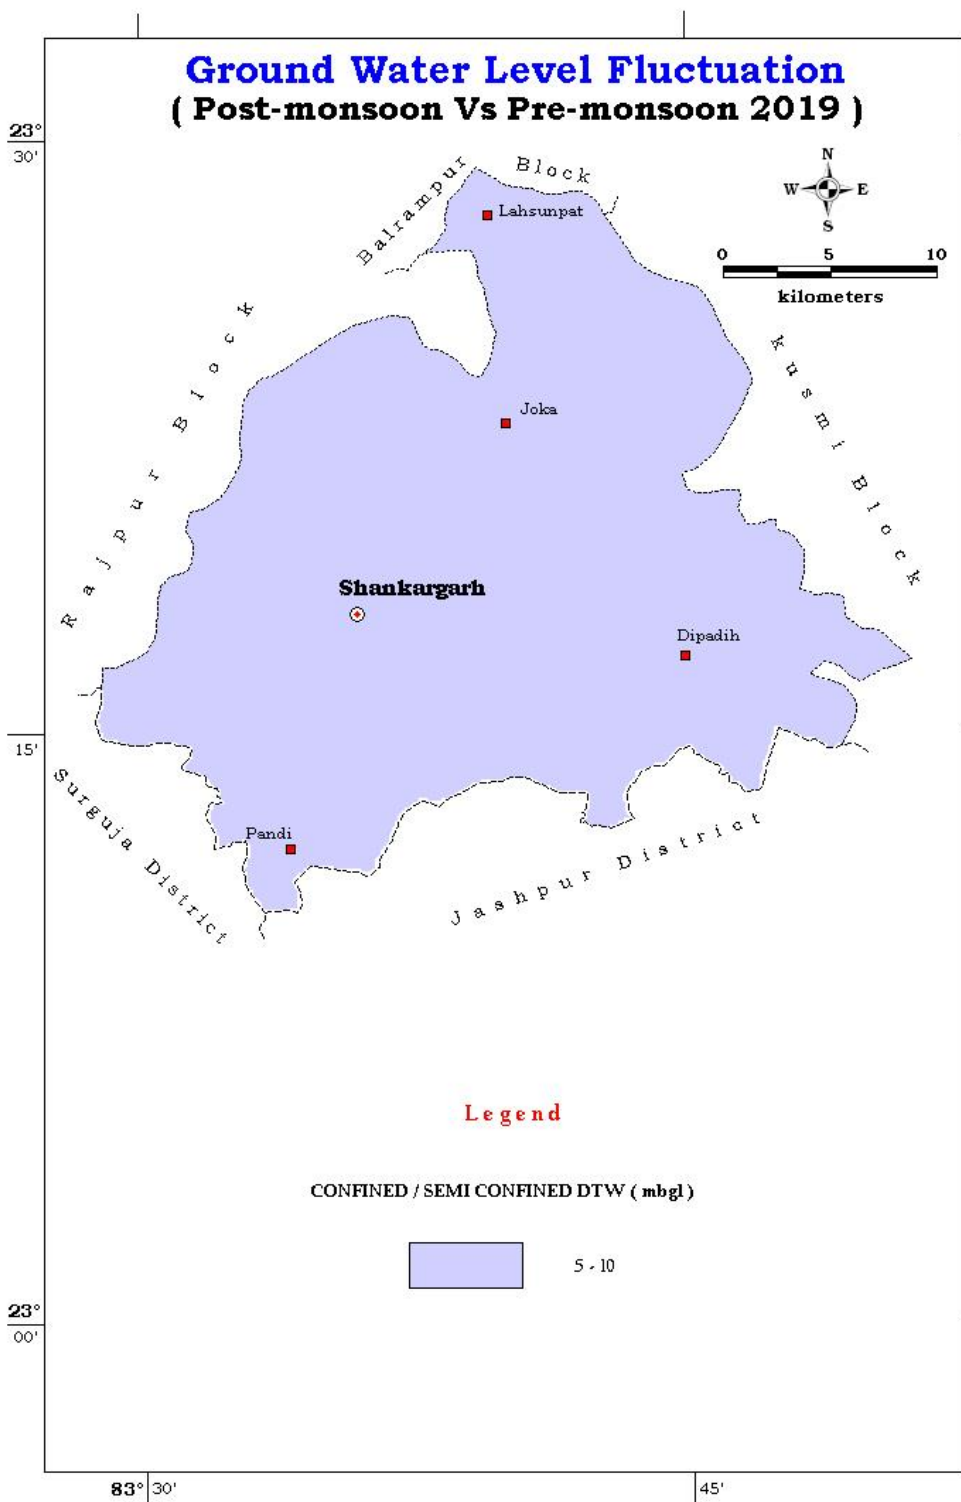 Ground Water Level Fluctuation
( Post-monsoon Vs Pre-monsoon 2019 )
23°
30'
Balrampur Block
N
W E
S
Lahsunpat
0 5 10
kilometers
Rajpur Block
kusmi Block
Joka
Shankargarh
Dipadih
15'
Surguja District
Pandi
Jashpur District
Legend
CONFINED / SEMI CONFINED DTW ( mbgl )
5 - 10
23°
00'
83° 30' 45'